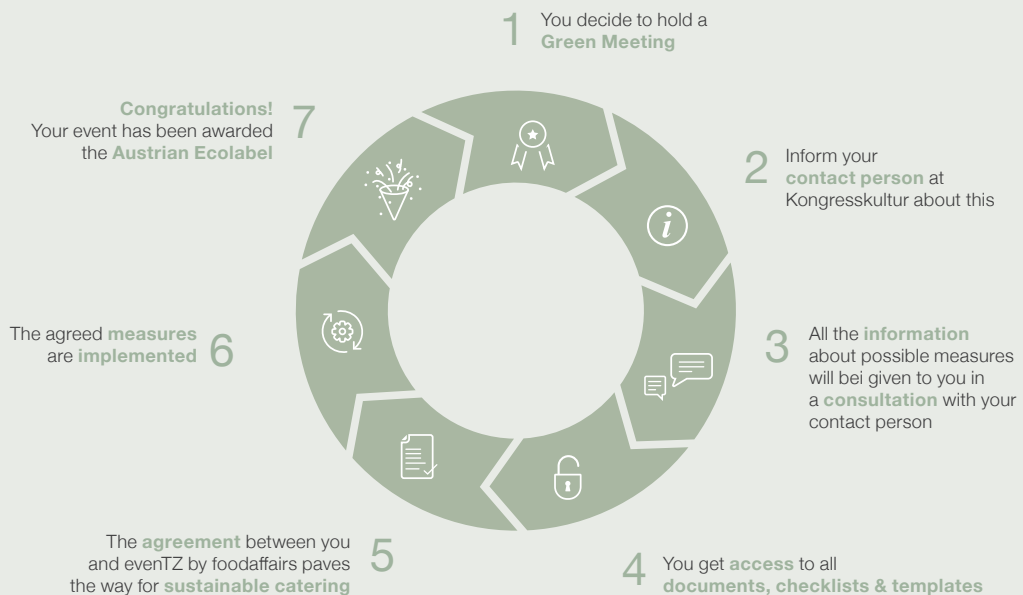 1
You decide to hold a
Green Meeting
2
Inform your
contact person at
Kongresskultur about this
3
All the information
about possible measures
will bei given to you in
a consultation with your
contact person
4
You get access to all
documents, checklists & templates
5
The agreement between you
and evenTZ by foodaffairs paves
the way for sustainable catering
6
The agreed measures
are implemented
7
Congratulations!
Your event has been awarded
the Austrian Ecolabel